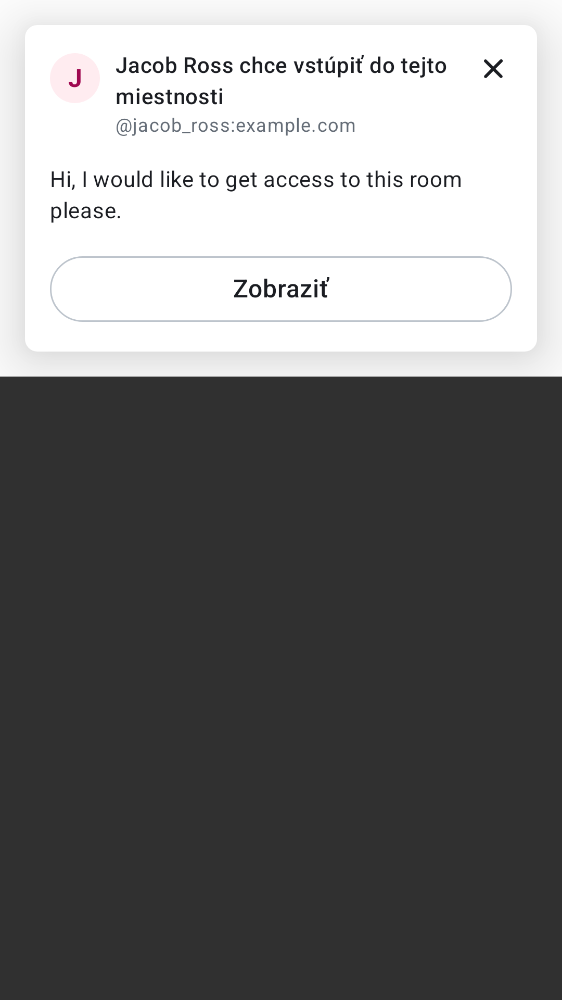 J
Jacob Ross chce vstúpiť do tejto
miestnosti
@jacob_ross:example.com
Hi, I would like to get access to this room
please.
Zobraziť